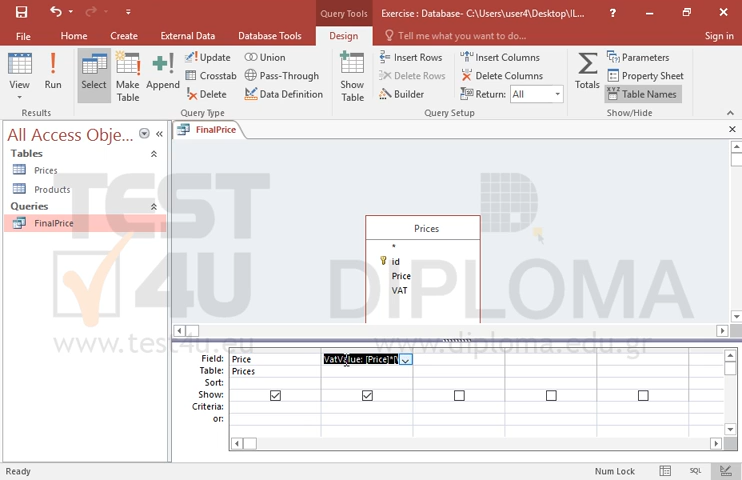 Query Tools
Exercise : Database- C:\Users\user4\Desktop\IL...
?
File
Home
Create
External Data
Database Tools
Design
Tell me what you want to do...
Sign in
View
Run
Select
Make Table
Append
Update
Crosstab
Delete
Union
Pass-Through
Data Definition
Show Table
Insert Rows
Delete Rows
Builder
Insert Columns
Delete Columns
Return: All
Totals
Parameters
Property Sheet
Table Names
Results
Query Type
Query Setup
Show/Hide
All Access Obje...
Tables
Prices
Products
Queries
FinalPrice
FinalPrice
Prices
*
id
Price
VAT
TEST
4U
DIPLOMA
www.test4u.eu
www.diploma.edu.gr
Field: Price VatValue: [Price]*[V
Table: Prices
Sort:
Show:
Criteria:
or:
Ready
Num Lock
SQL